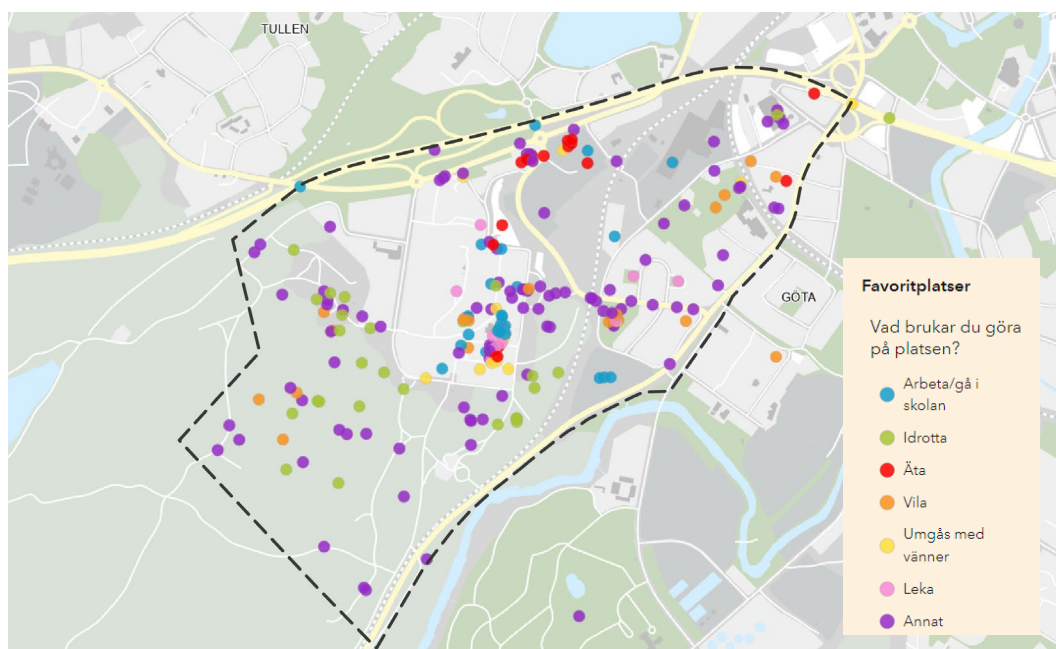 TULLEN
GÖTA
Favoritplatser
Vad brukar du göra
på platsen?
Arbeta/gå i
skolan
Idrotta
Äta
Vila
Umgås med
vänner
Leka
Annat